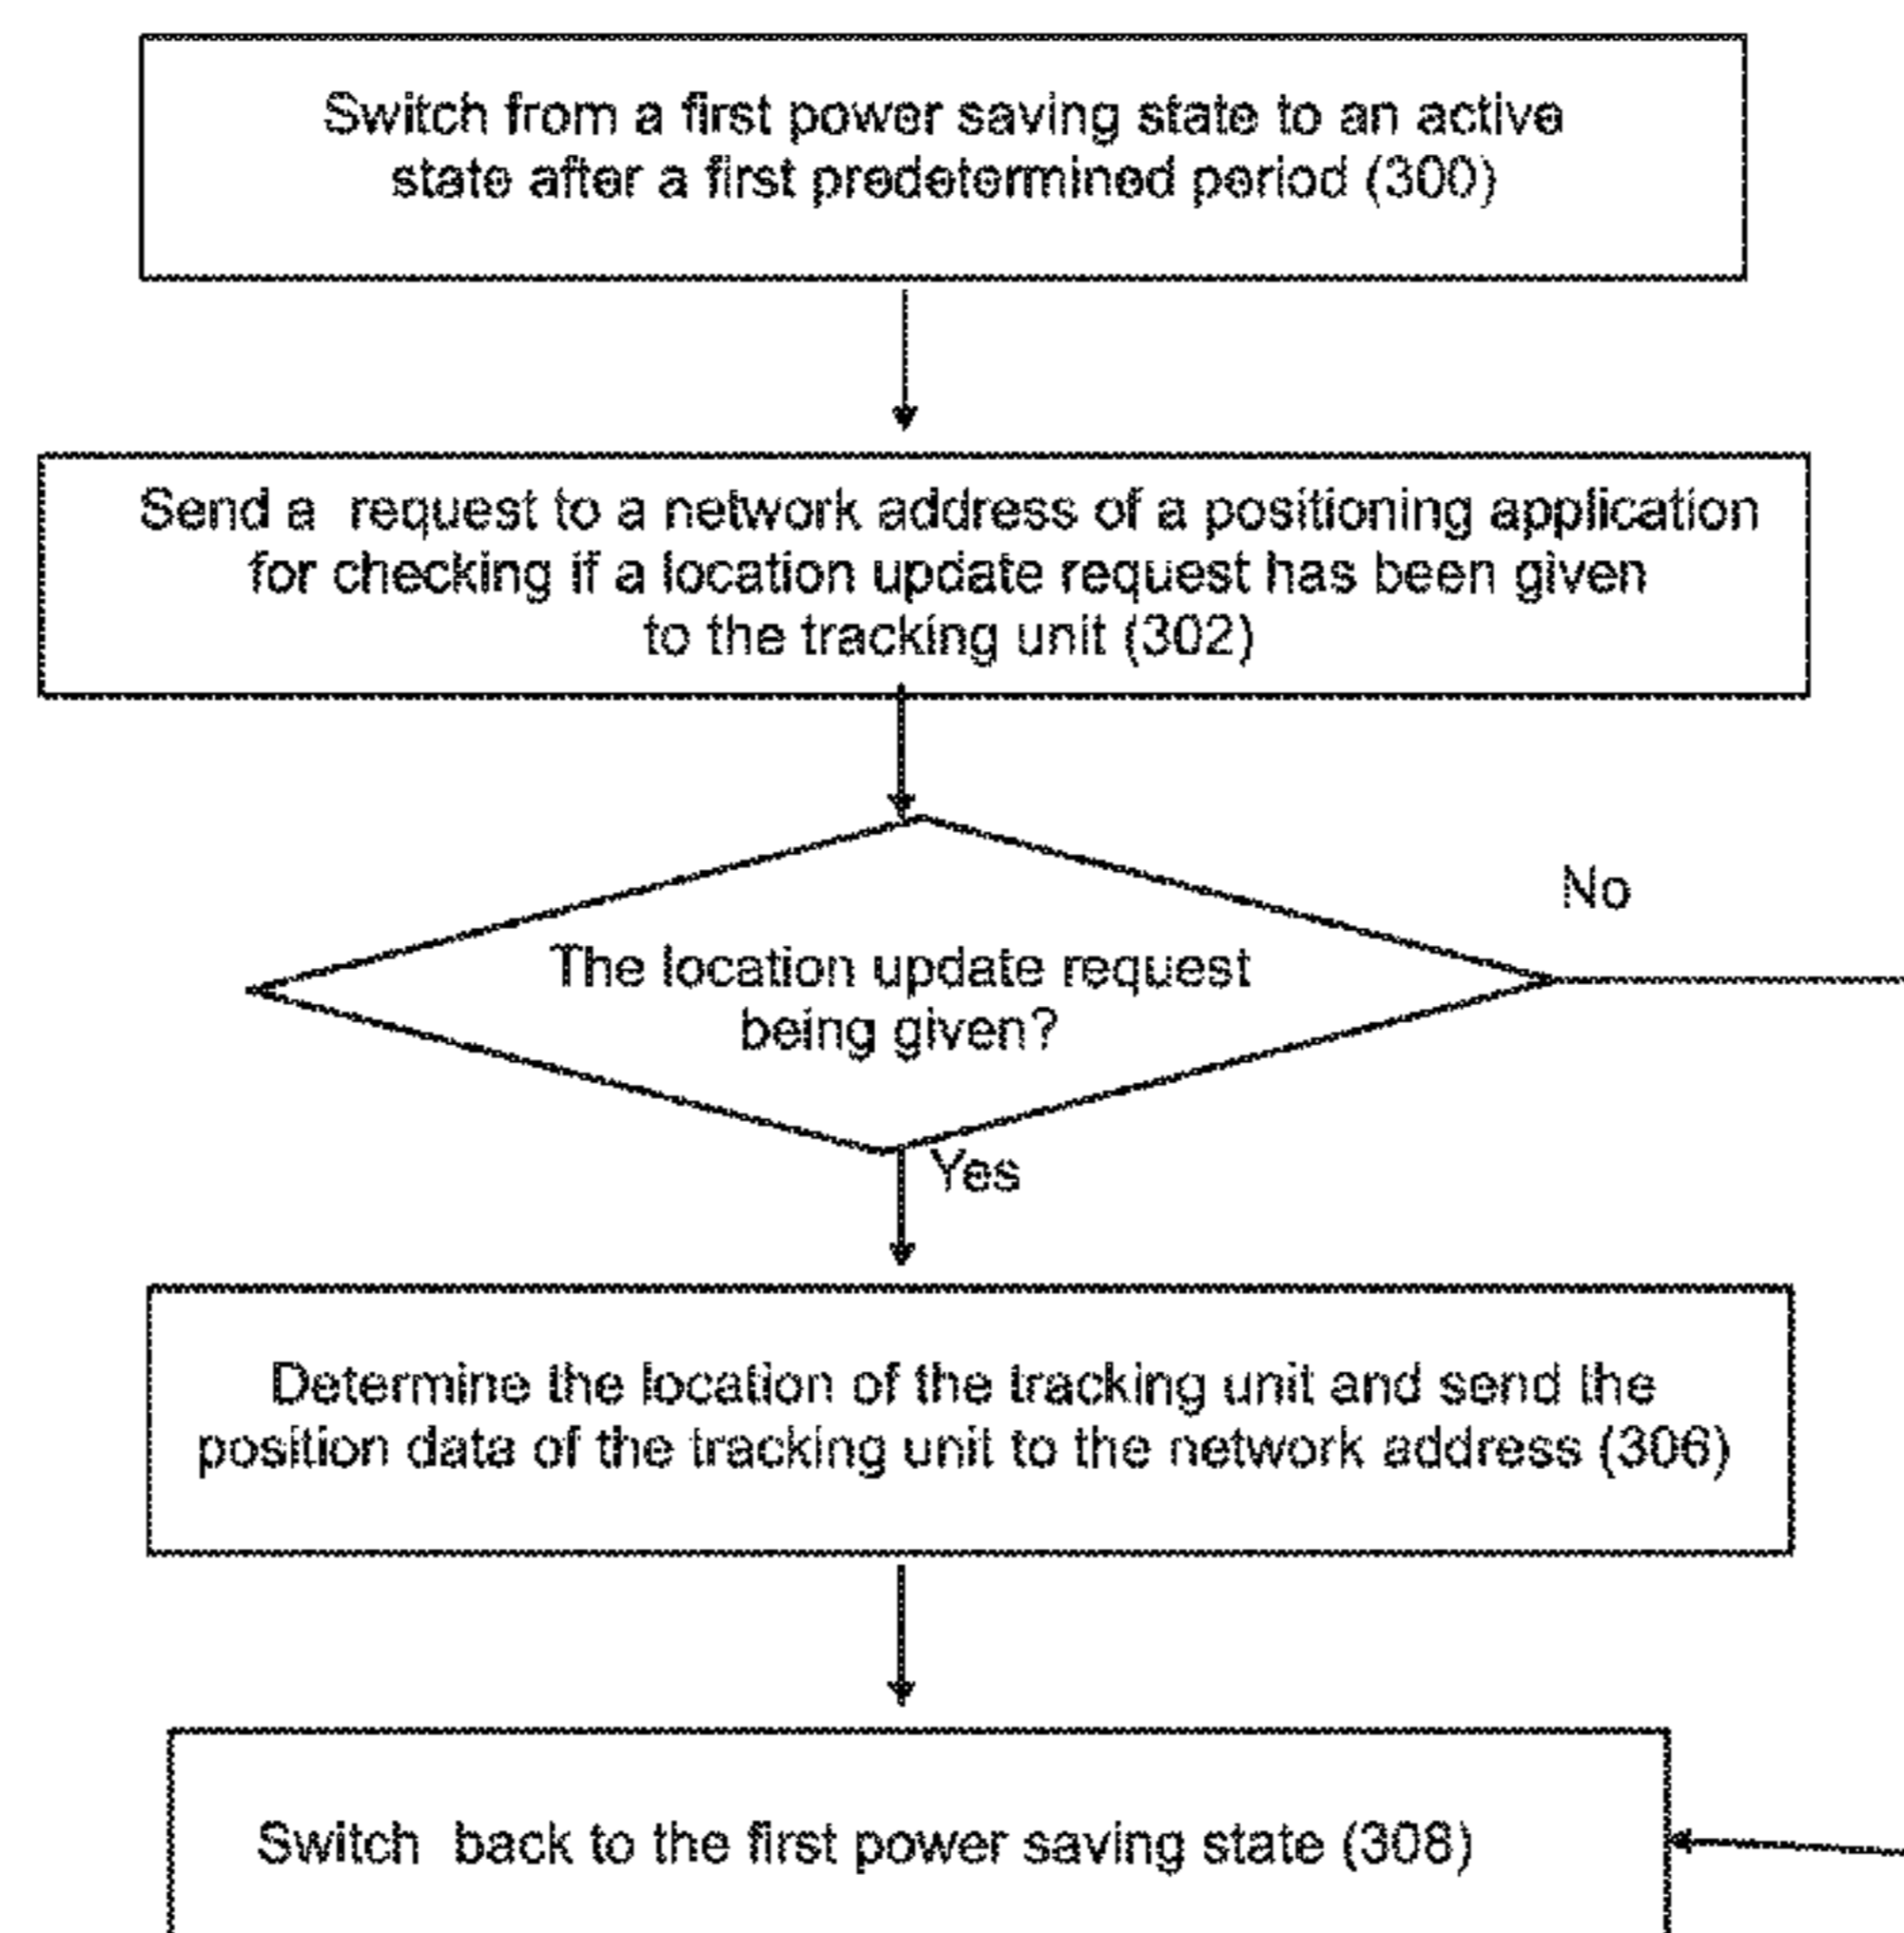 Switch from a first power saving state to an active
state after a first predetermined period (300)
Send a request to a network address of a positioning application
for checking if a location update request has been given
to the tracking unit (302)
No
The location update request
being given?
Yes
Determine the location of the tracking unit and send the
position data of the tracking unit to the network address (306)
Switch back to the first power saving state (308)